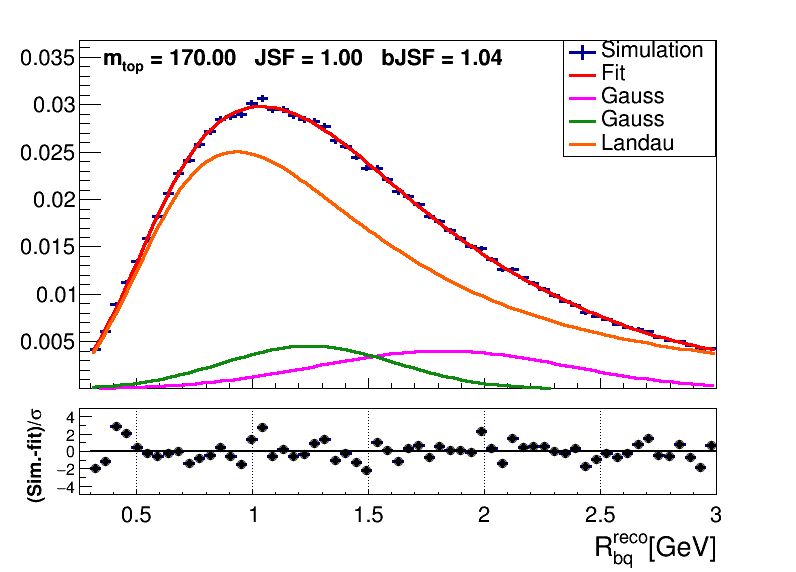 m_top = 170.00 JSF = 1.00 bJSF = 1.04
Simulation
Fit
Gauss
Gauss
Landau
0.035
0.03
0.025
0.02
0.015
0.01
0.005
(Sim.-fit)/σ
4
2
0
−2
−4
0.5 1 1.5 2 2.5 3
R_bq^reco[GeV]